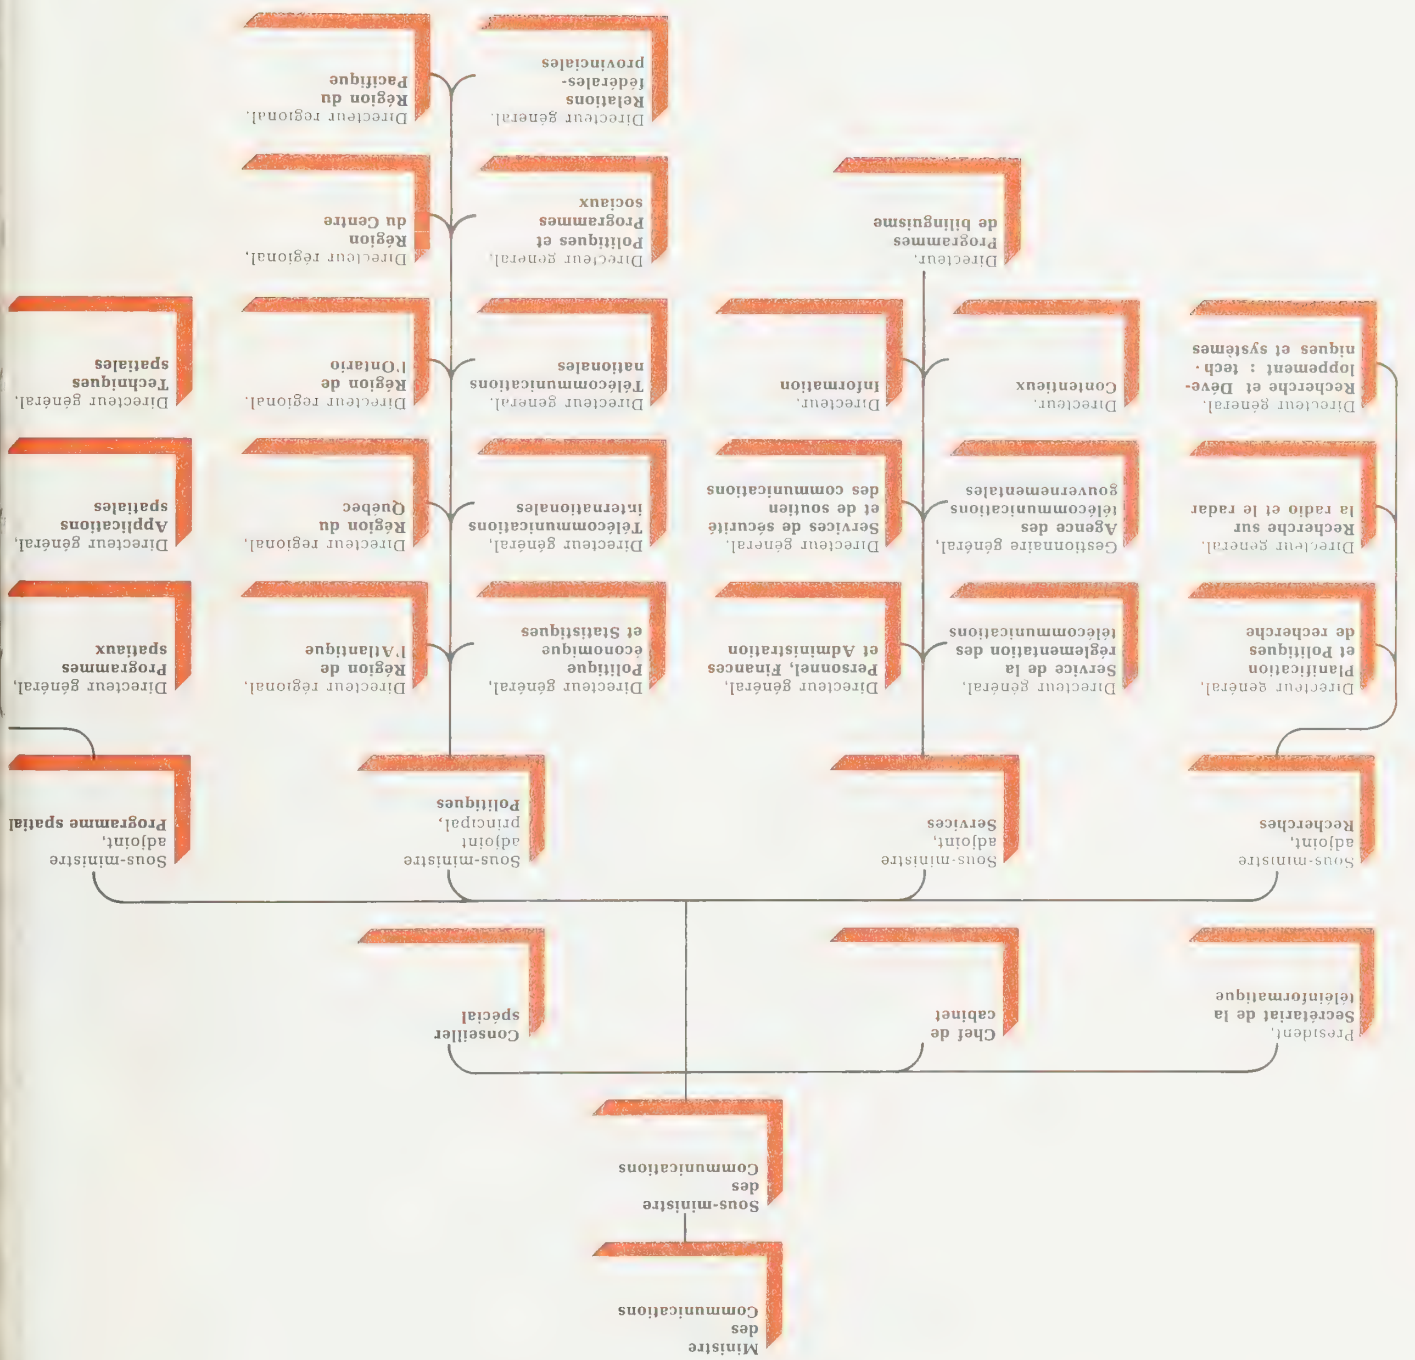 Ministre
des
Communications
Sous-ministre
des
Communications
Président,
Secrétariat de la
téléinformatique
Chef de
cabinet
Conseiller
spécial
Sous-ministre
adjoint,
Recherches
Sous-ministre
adjoint,
Services
Sous-ministre
adjoint
principal,
Politiques
Sous-ministre
adjoint,
Programme spatial
Directeur général,
Planification
et Politiques
de recherche
Directeur général,
Service de la
réglementation des
télécommunications
Directeur général,
Personnel, Finances
et Administration
Directeur général,
Politique
économique
et Statistiques
Directeur régional,
Région de
l'Atlantique
Directeur général,
Programmes
spatiaux
Directeur général,
Recherche sur
la radio et le radar
Gestionnaire général,
Agence des
télécommunications
gouvernementales
Directeur général,
Services de sécurité
et de soutien
des communications
Directeur général,
Télécommunications
internationales
Directeur régional,
Région du
Québec
Directeur général,
Applications
spatiales
Directeur général,
Recherche et Déve-
loppement : tech-
niques et systèmes
Directeur,
Contentieux
Directeur,
Information
Directeur général,
Télécommunications
nationales
Directeur régional,
Région de
l'Ontario
Directeur général,
Techniques
spatiales
Directeur,
Programmes
de bilinguisme
Directeur général,
Politiques et
Programmes
sociaux
Directeur régional,
Région
du Centre
Directeur général,
Relations
fédérales-
provinciales
Directeur régional,
Région du
Pacifique